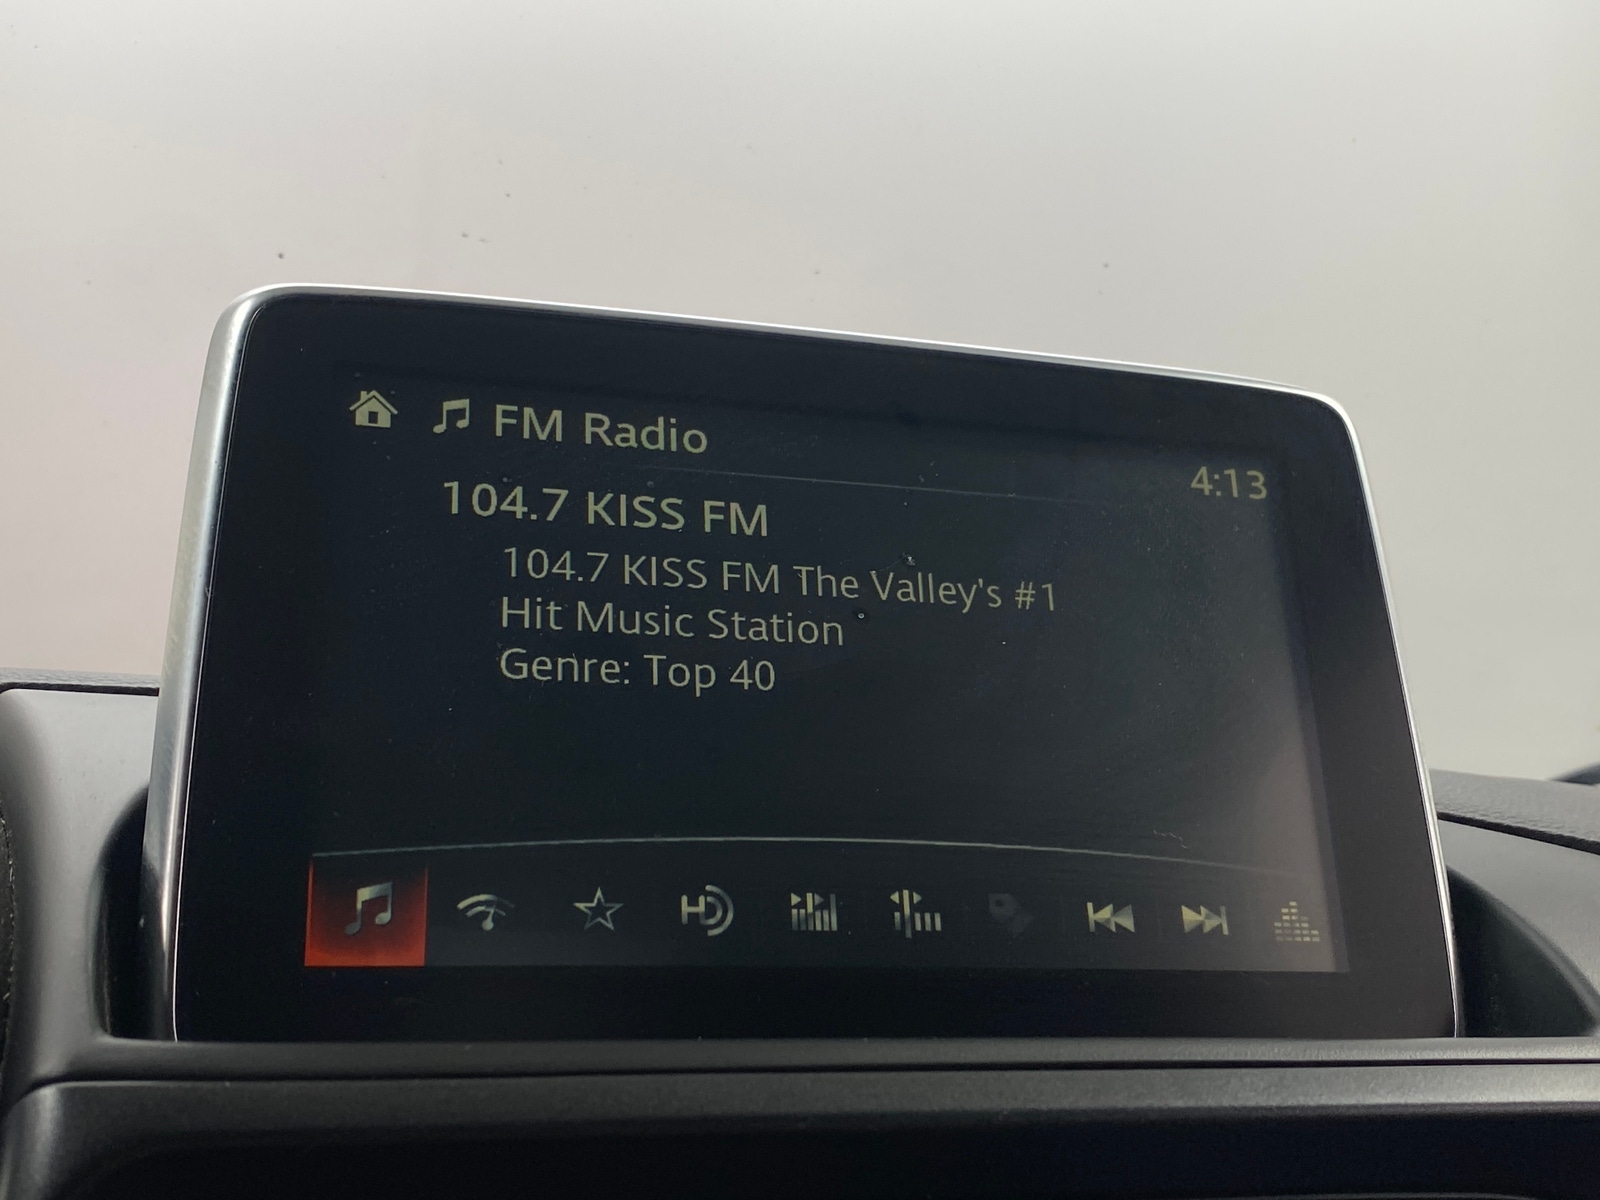 FM Radio
4:13
104.7 KISS FM
104.7 KISS FM The Valley's #1
Hit Music Station
Genre: Top 40
HD